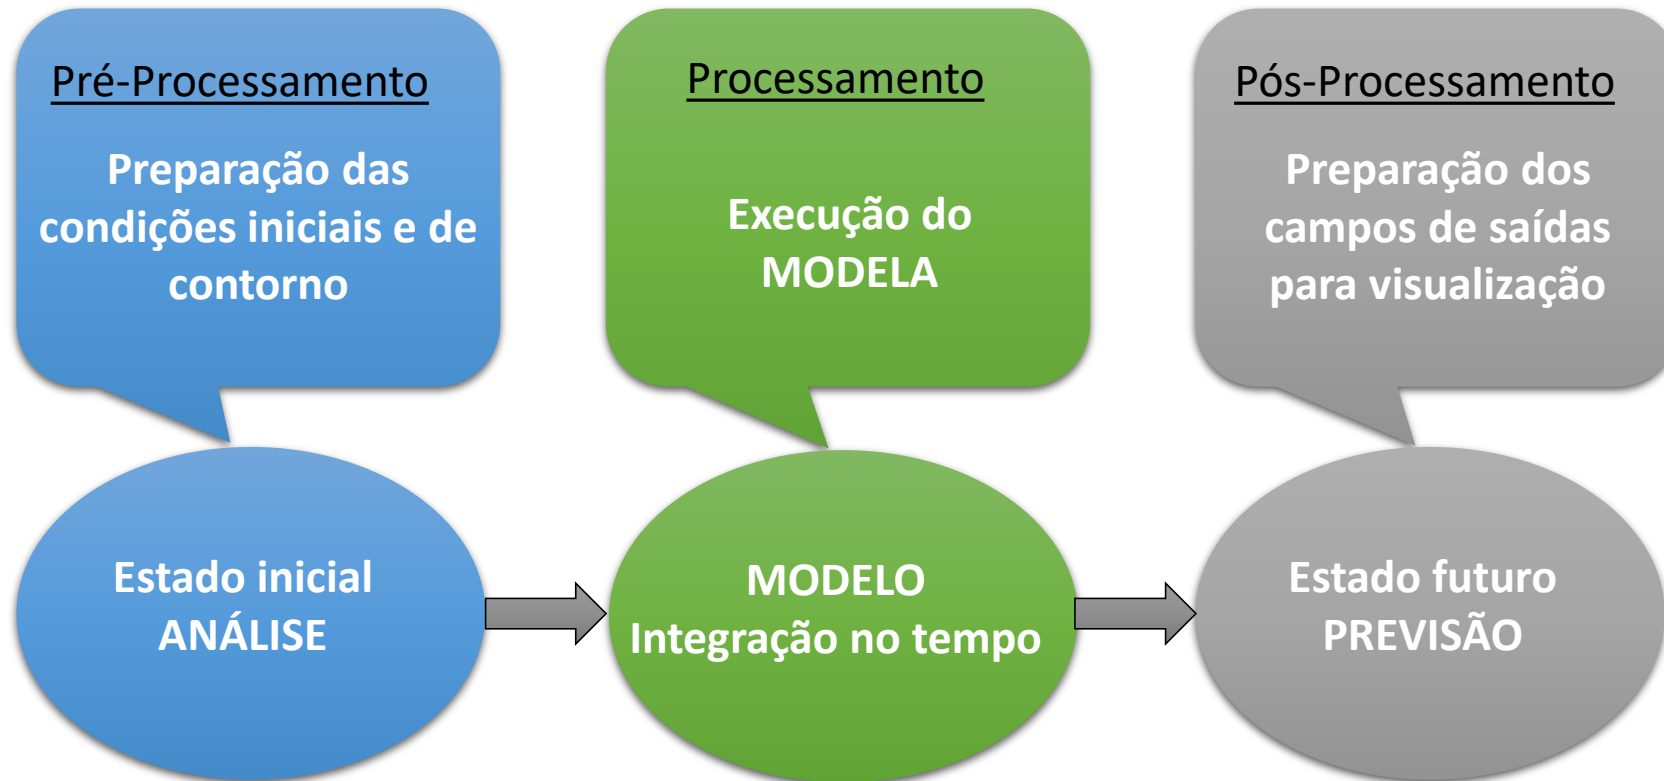 Pré-Processamento
Preparação das
condições iniciais e de
contorno
Processamento
Execução do
MODELA
Pós-Processamento
Preparação dos
campos de saídas
para visualização
Estado inicial
ANÁLISE
MODELO
Integração no tempo
Estado futuro
PREVISÃO